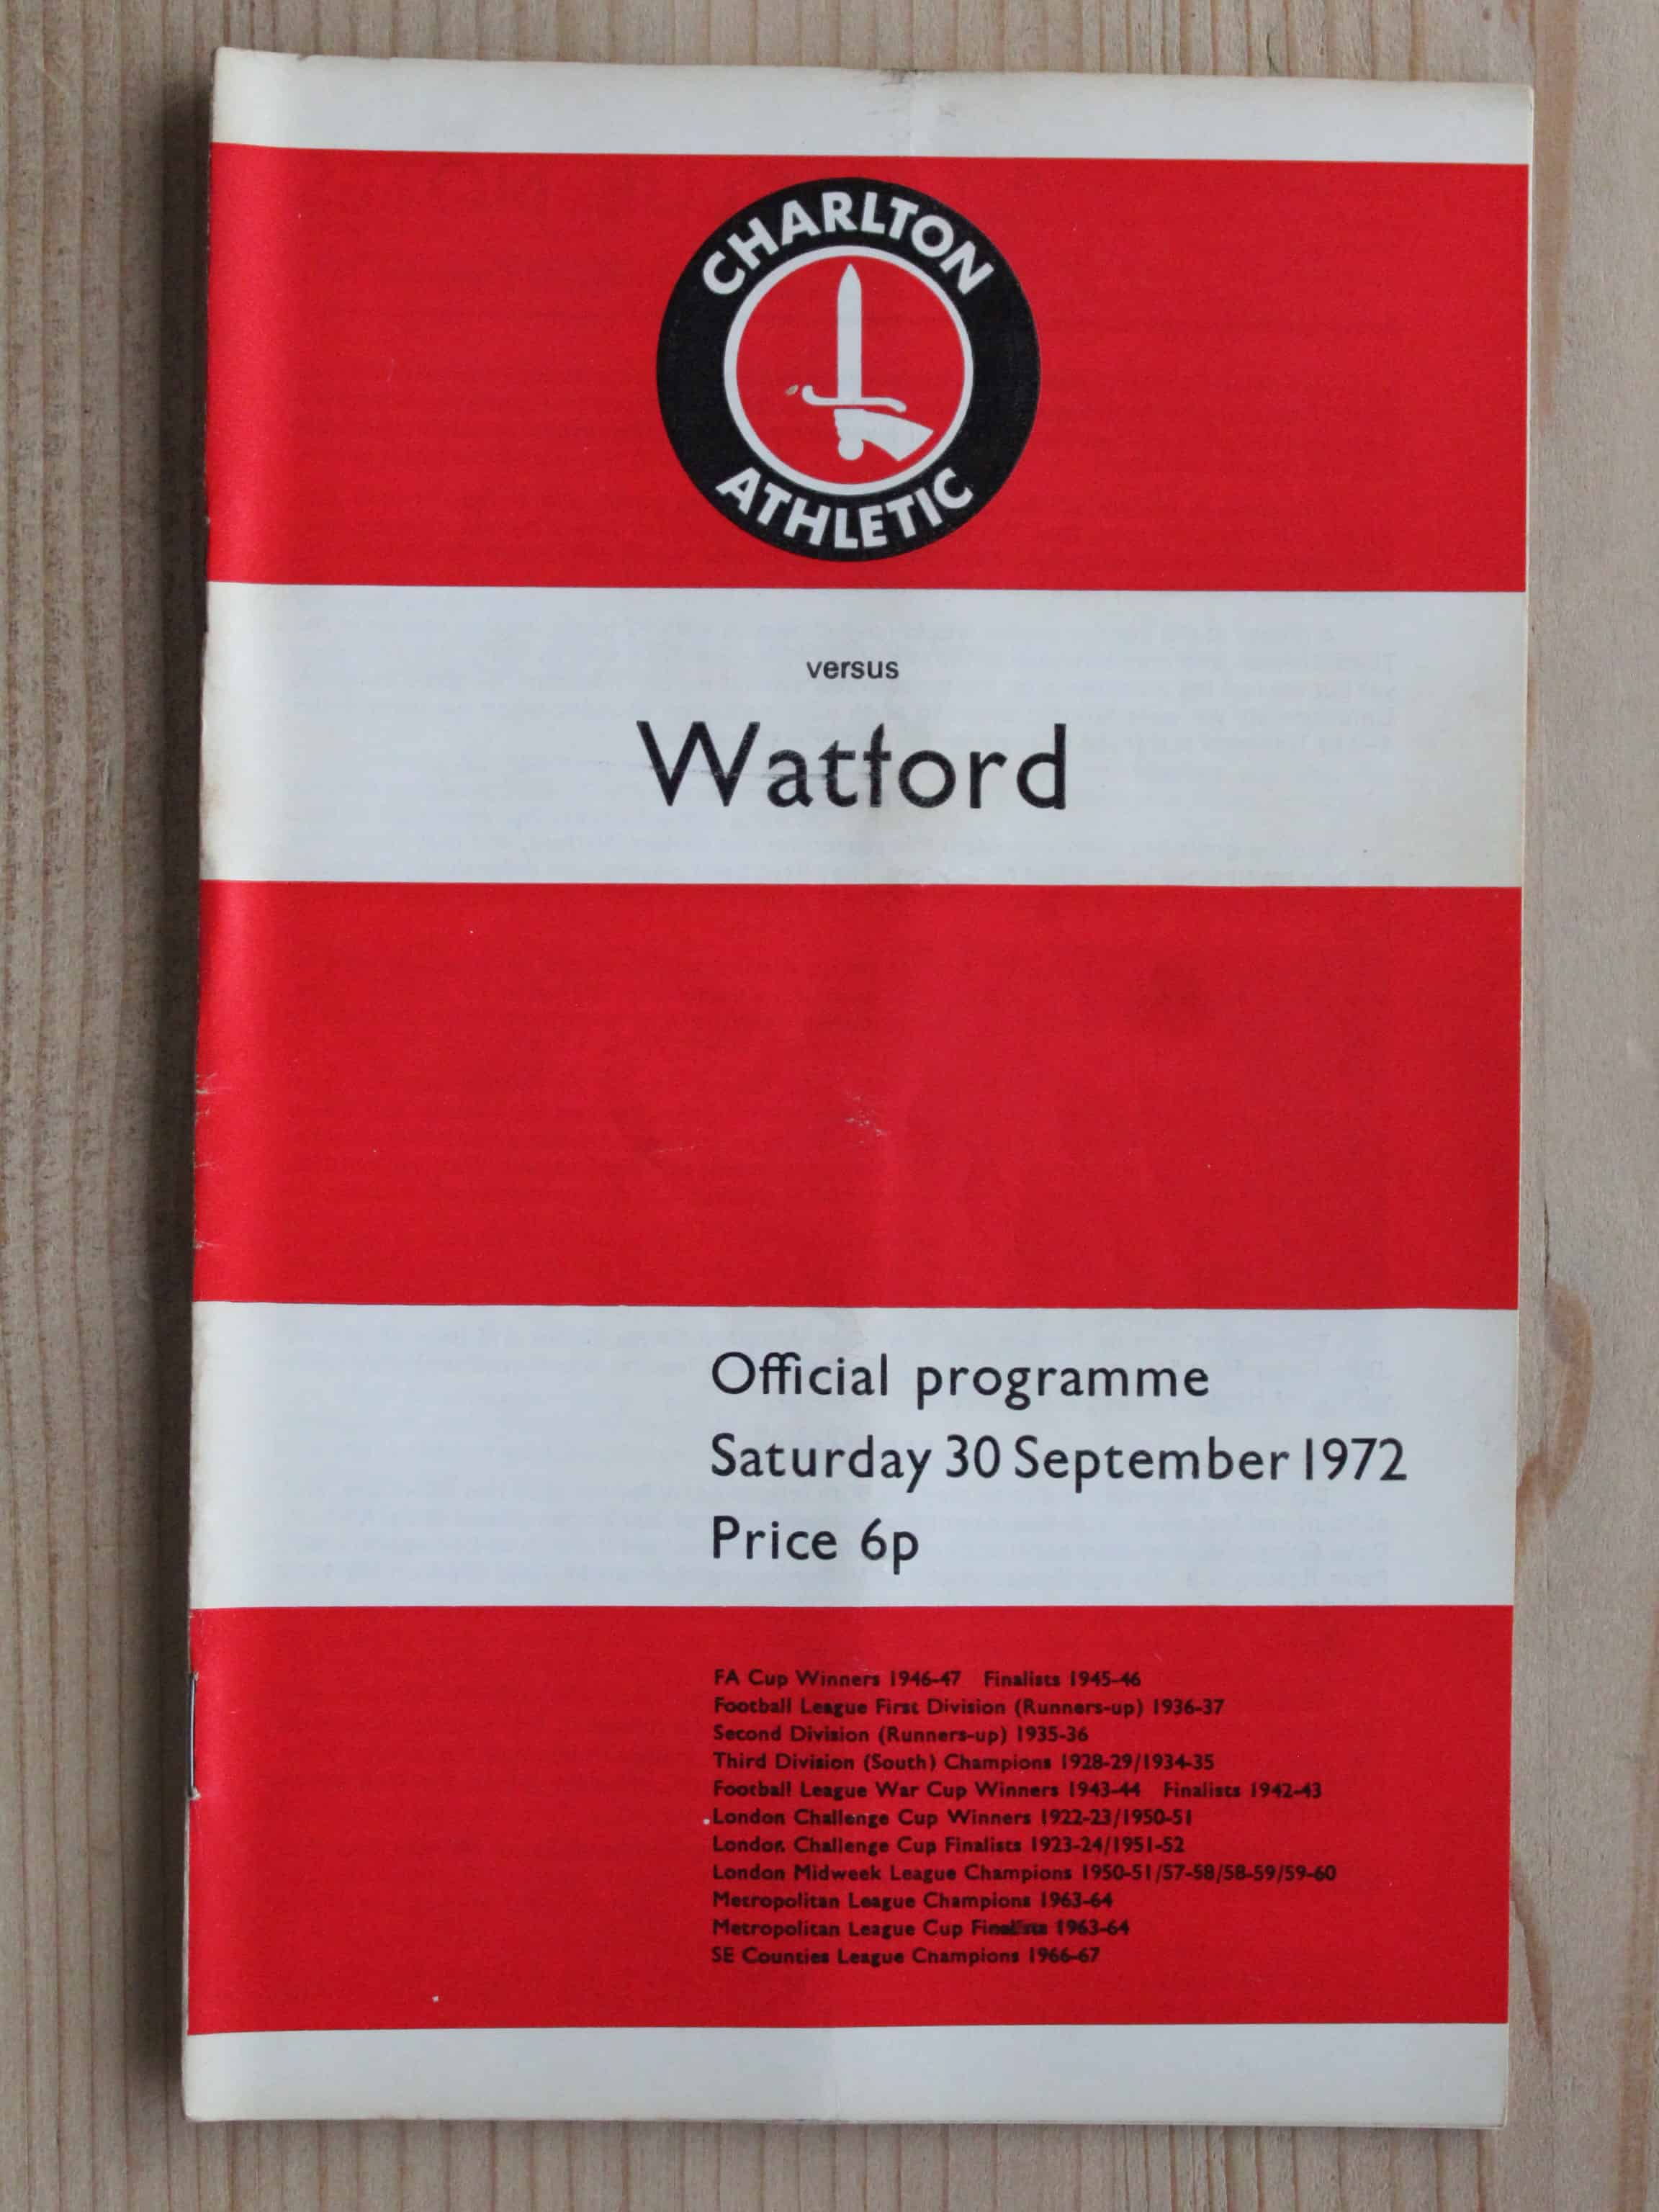 CHARLTON
ATHLETIC
versus
Watford
Official programme
Saturday 30 September 1972
Price 6p
FA Cup Winners 1946-47 Finalists 1945-46
Football League First Division (Runners-up) 1936-37
Second Division (Runners-up) 1935-36
Third Division (South) Champions 1928-29/1934-35
Football League War Cup Winners 1943-44 Finalists 1942-43
London Challenge Cup Winners 1922-23/1950-51
London Challenge Cup Finalists 1923-24/1951-52
London Midweek League Champions 1950-51/57-58/58-59/59-60
Metropolitan League Champions 1963-64
Metropolitan League Cup Finalists 1963-64
SE Counties League Champions 1966-67